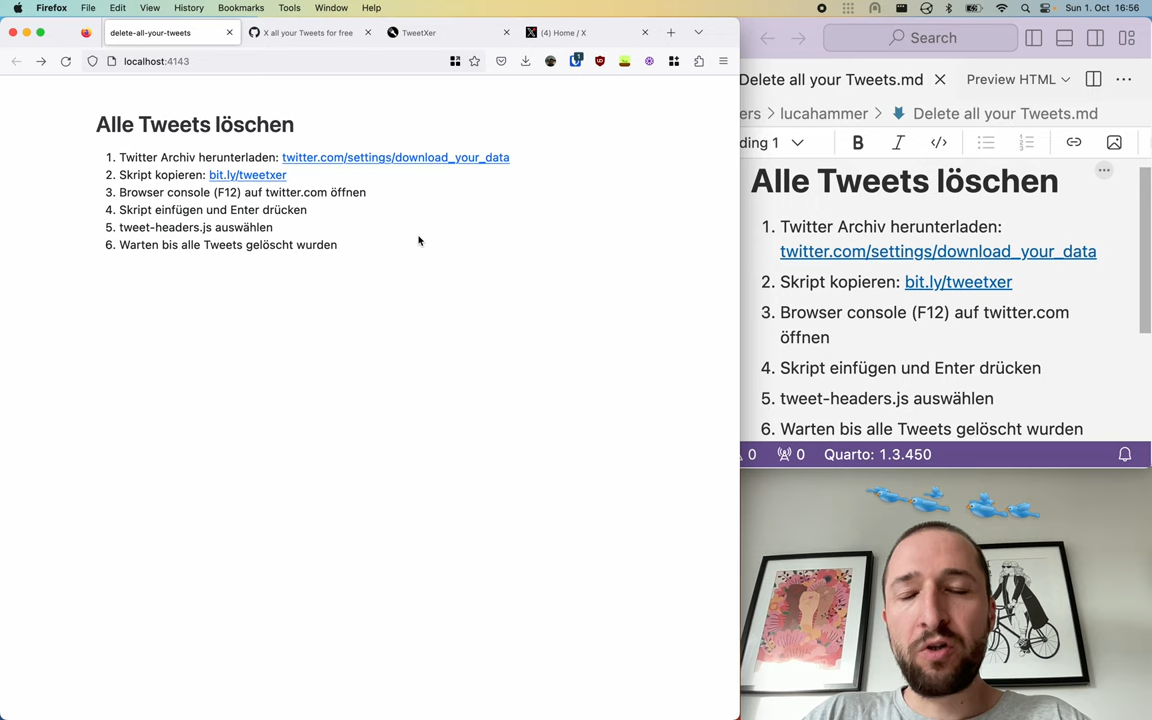 Firefox File Edit View History Bookmarks Tools Window Help Sun 1. Oct 16:56
delete-all-your-tweets
X all your Tweets for free
TweetXer
(4) Home / X
localhost:4143
Alle Tweets löschen
1. Twitter Archiv herunterladen: twitter.com/settings/download_your_data
2. Skript kopieren: bit.ly/tweetxer
3. Browser console (F12) auf twitter.com öffnen
4. Skript einfügen und Enter drücken
5. tweet-headers.js auswählen
6. Warten bis alle Tweets gelöscht wurden
Search
Delete all your Tweets.md
Preview HTML
ers > lucahammer > Delete all your Tweets.md
ding 1
B I </>
Alle Tweets löschen
1. Twitter Archiv herunterladen:
twitter.com/settings/download_your_data
2. Skript kopieren: bit.ly/tweetxer
3. Browser console (F12) auf twitter.com
öffnen
4. Skript einfügen und Enter drücken
5. tweet-headers.js auswählen
6. Warten bis alle Tweets gelöscht wurden
0 0 Quarto: 1.3.450